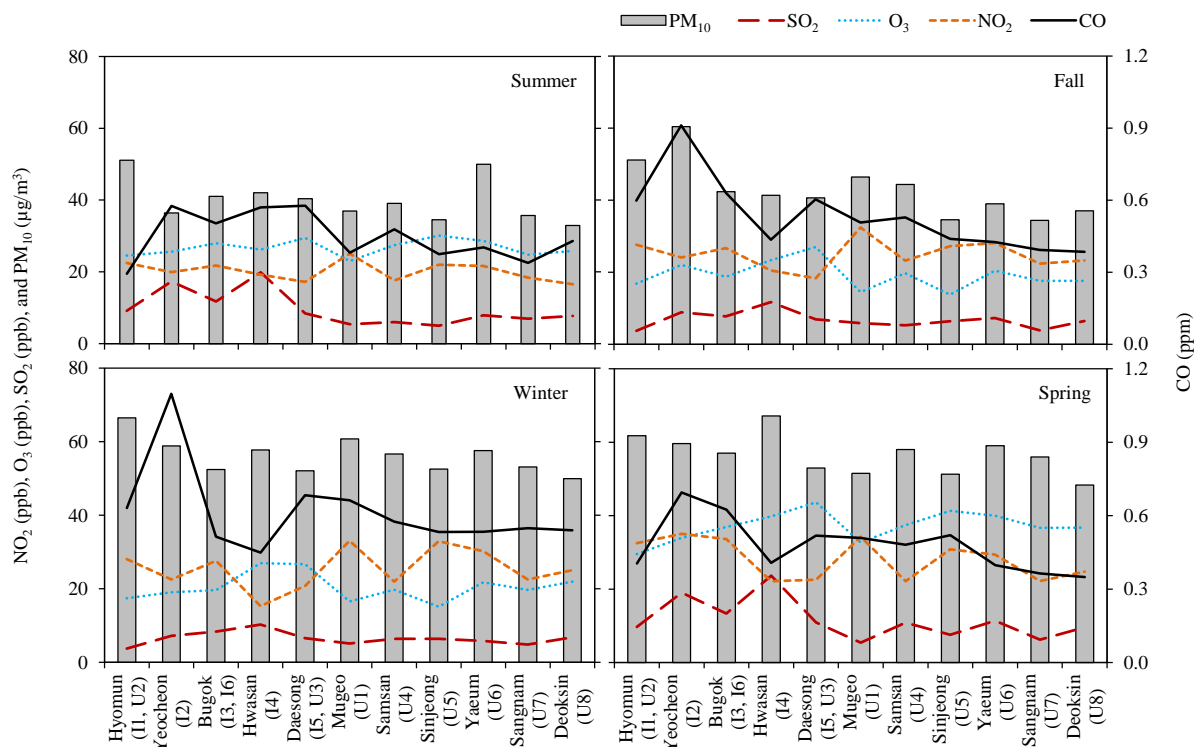 PM₁₀ SO₂ O₃ NO₂ CO
NO₂ (ppb), O₃ (ppb), SO₂ (ppb), and PM₁₀ (µg/m³)
80
60
40
20
0
Summer
Fall
1.2
0.9
0.6
0.3
0.0
CO (ppm)
80
60
40
20
0
Winter
Spring
1.2
0.9
0.6
0.3
0.0
Hyomun
(I1, U2)
Yeocheon
(I2)
Bugok
(I3, I6)
Hwasan
(I4)
Daesong
(I5, U3)
Mugeo
(U1)
Samsan
(U4)
Sinjeong
(U5)
Yaeum
(U6)
Sangnam
(U7)
Deoksin
(U8)
Hyomun
(I1, U2)
Yeocheon
(I2)
Bugok
(I3, I6)
Hwasan
(I4)
Daesong
(I5, U3)
Mugeo
(U1)
Samsan
(U4)
Sinjeong
(U5)
Yaeum
(U6)
Sangnam
(U7)
Deoksin
(U8)